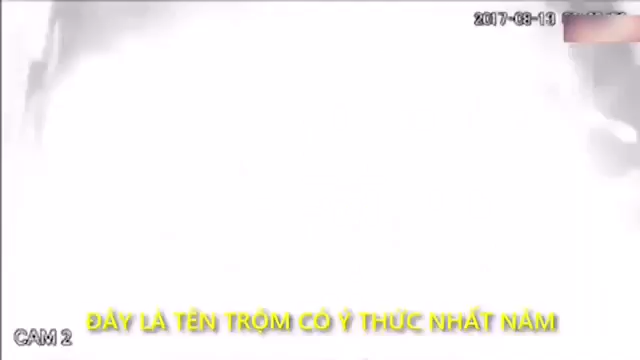 2017-08-13
ĐÂY LÀ TÊN TRỘM CÓ Ý THỨC NHẤT NĂM
CAM 2